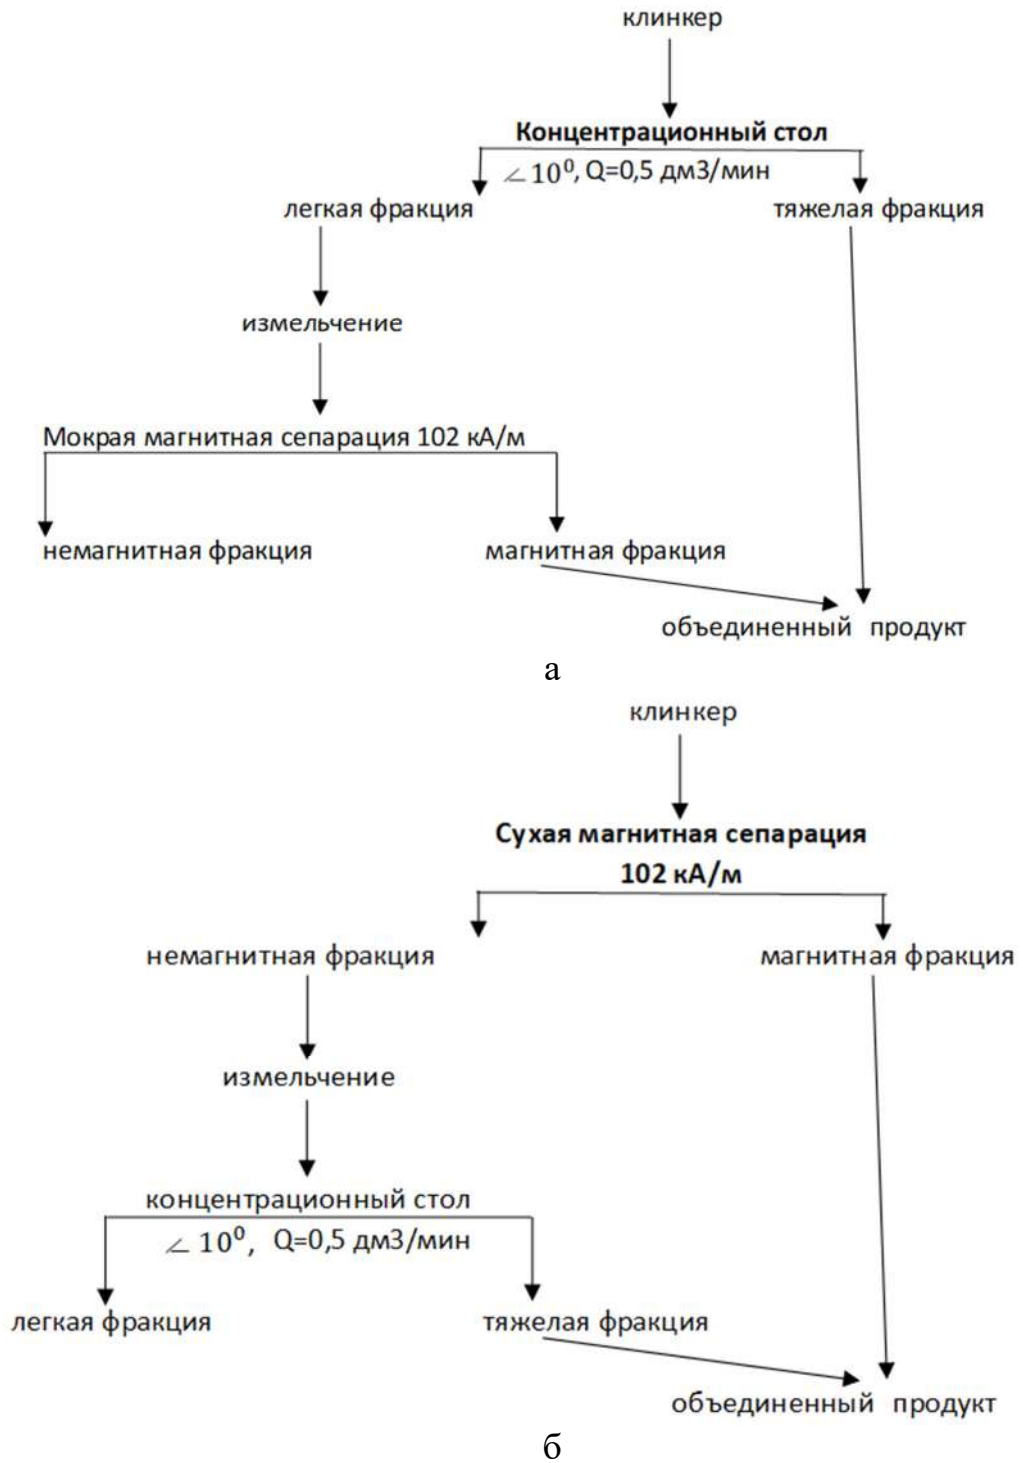 клинкер
Концентрационный стол
∠10⁰, Q=0,5 дм3/мин
легкая фракция
тяжелая фракция
измельчение
Мокрая магнитная сепарация 102 кА/м
немагнитная фракция
магнитная фракция
объединенный продукт
а
клинкер
Сухая магнитная сепарация
102 кА/м
немагнитная фракция
магнитная фракция
измельчение
концентрационный стол
∠ 10⁰, Q=0,5 дм3/мин
легкая фракция
тяжелая фракция
объединенный продукт
б